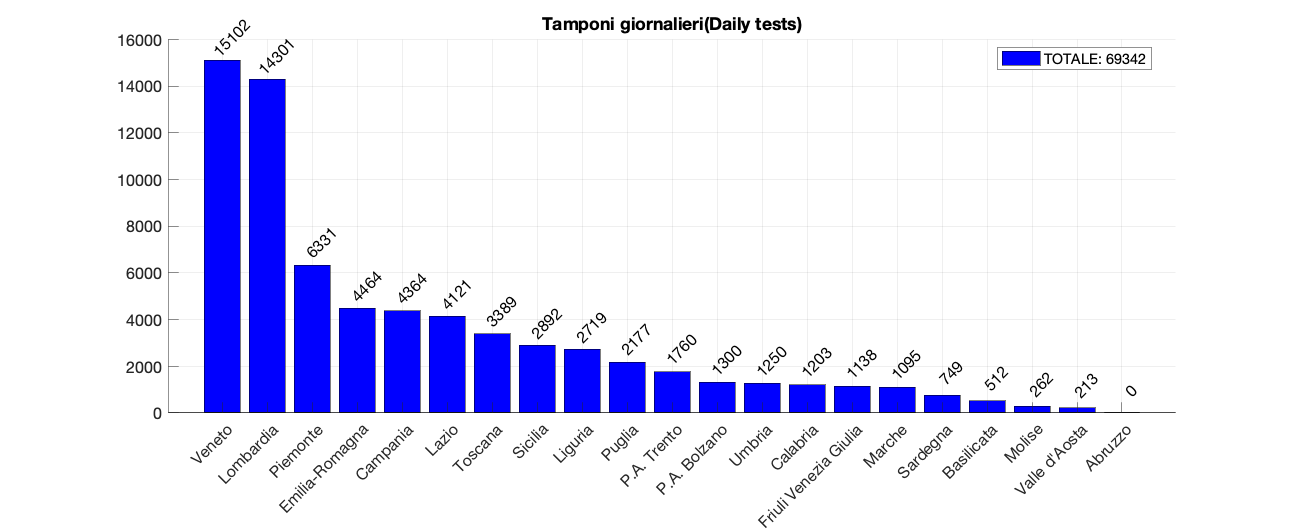 Tamponi giornalieri(Daily tests)
TOTALE: 69342
16000
14000
12000
10000
8000
6000
4000
2000
0
15102
14301
6331
4464
4364
4121
3389
2892
2719
2177
1760
1300
1250
1203
1138
1095
749
512
262
213
0
Veneto
Lombardia
Piemonte
Emilia-Romagna
Campania
Lazio
Toscana
Sicilia
Liguria
Puglia
P.A. Trento
P.A. Bolzano
Umbria
Calabria
Friuli Venezia Giulia
Marche
Sardegna
Basilicata
Molise
Valle d'Aosta
Abruzzo